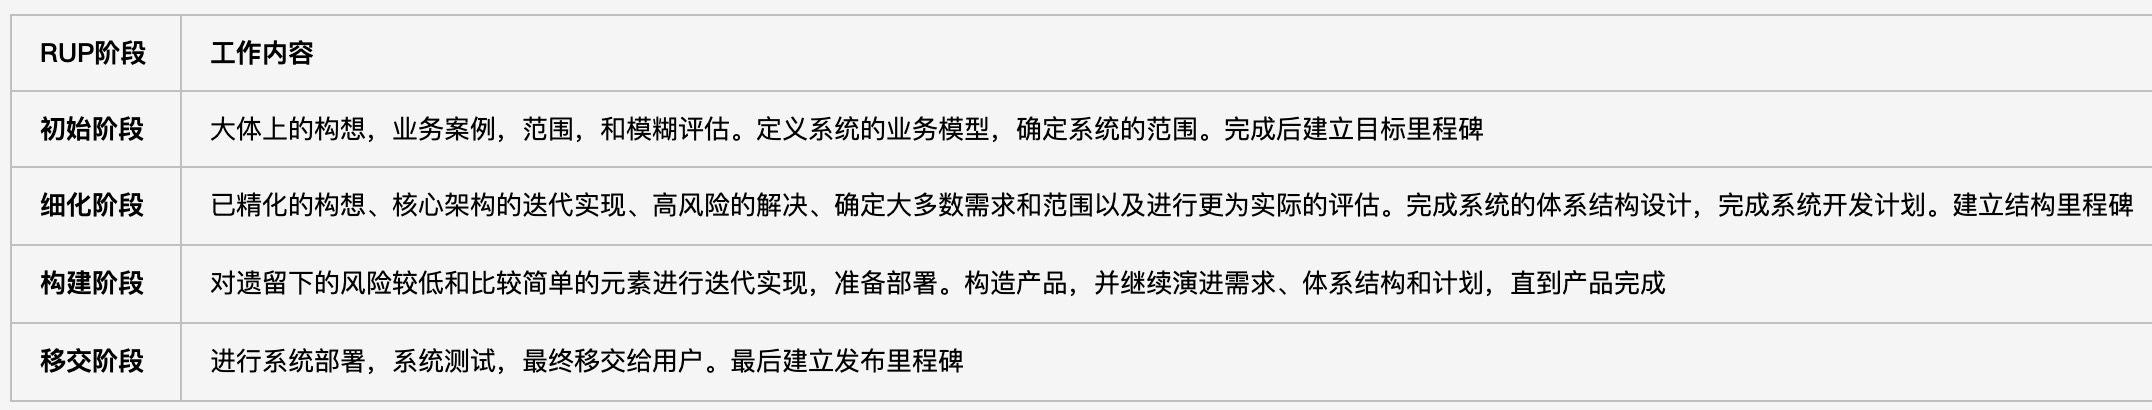 RUP阶段 工作内容
初始阶段 大体上的构想，业务案例，范围，和模糊评估。定义系统的业务模型，确定系统的范围。完成后建立目标里程碑
细化阶段 已精化的构想、核心架构的迭代实现、高风险的解决、确定大多数需求和范围以及进行更为实际的评估。完成系统的体系结构设计，完成系统开发计划。建立结构里程碑
构建阶段 对遗留下的风险较低和比较简单的元素进行迭代实现，准备部署。构造产品，并继续演进需求、体系结构和计划，直到产品完成
移交阶段 进行系统部署，系统测试，最终移交给用户。最后建立发布里程碑